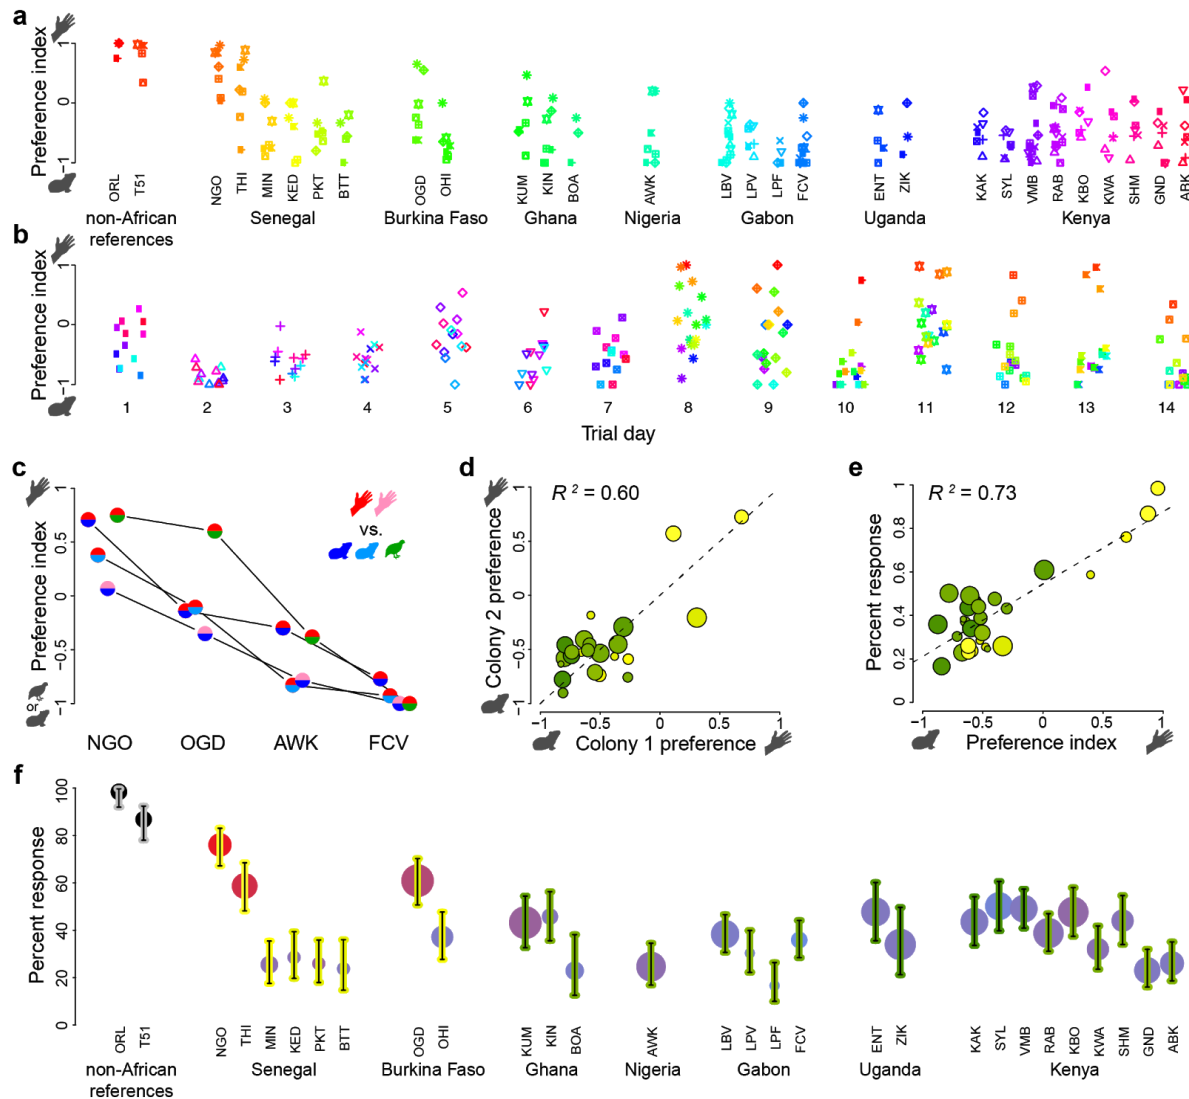 a
Preference index
1
0
−1
ORL
T51
NGO
THI
MIN
KED
PKT
BTT
OGD
OHI
KUM
KIN
BOA
AWK
LBV
LPV
LPF
FCV
ENT
ZIK
KAK
SYL
VMB
RAB
KBO
KWA
SHM
GND
ABK
non-African references
Senegal
Burkina Faso
Ghana
Nigeria
Gabon
Uganda
Kenya
b
Preference index
1
0
−1
1 2 3 4 5 6 7 8 9 10 11 12 13 14
Trial day
c
Preference index
1
0.5
0
−0.5
−1
or
vs.
NGO OGD AWK FCV
d
R² = 0.60
Colony 2 preference
1
0.5
0
−0.5
−1
−1 −0.5 0 0.5 1
Colony 1 preference
e
R² = 0.73
Percent response
1
0.8
0.6
0.4
0.2
0
−1 −0.5 0 0.5 1
Preference index
f
Percent response
100
80
60
40
20
0
ORL
T51
NGO
THI
MIN
KED
PKT
BTT
OGD
OHI
KUM
KIN
BOA
AWK
LBV
LPV
LPF
FCV
ENT
ZIK
KAK
SYL
VMB
RAB
KBO
KWA
SHM
GND
ABK
non-African references
Senegal
Burkina Faso
Ghana
Nigeria
Gabon
Uganda
Kenya